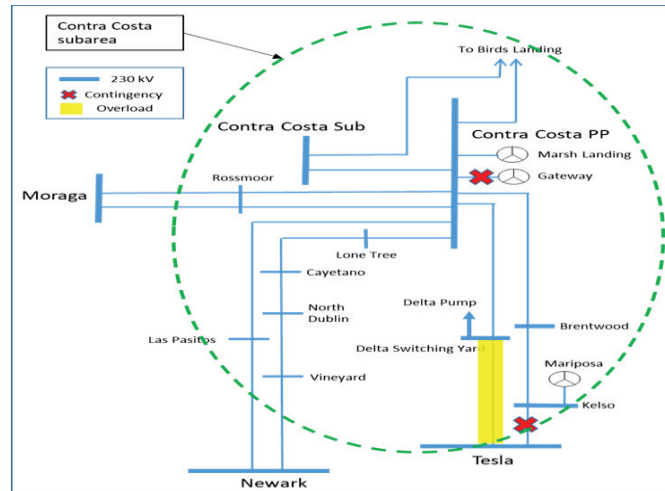 Contra Costa
subarea
To Birds Landing
230 kV
Contingency
Overload
Contra Costa Sub
Contra Costa PP
Marsh Landing
Rossmoor
Gateway
Moraga
Lone Tree
Cayetano
North
Dublin
Delta Pump
Las Pasitos
Delta Switching Yard
Brentwood
Mariposa
Vineyard
Kelso
Tesla
Newark